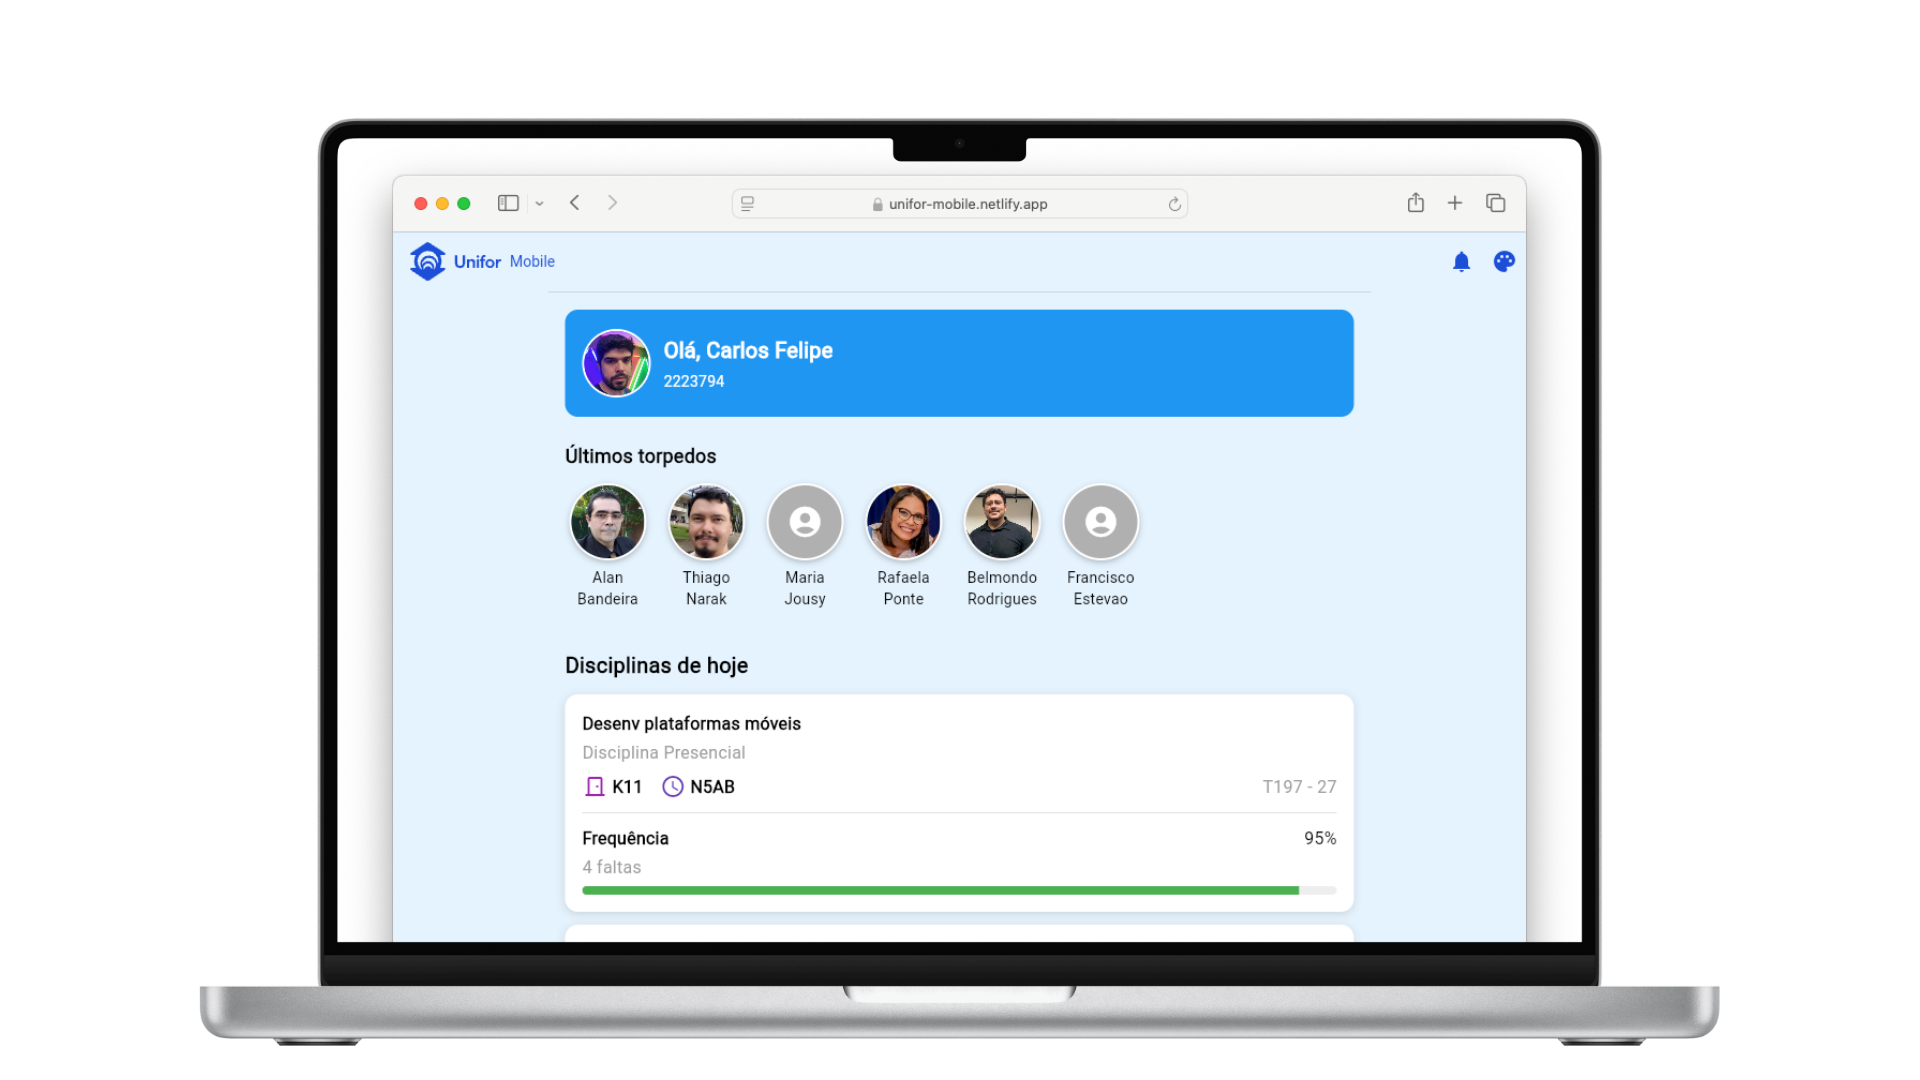 unifor-mobile.netlify.app
Unifor Mobile
Olá, Carlos Felipe
2223794
Últimos torpedos
Alan
Bandeira
Thiago
Narak
Maria
Jousy
Rafaela
Ponte
Belmondo
Rodrigues
Francisco
Estevao
Disciplinas de hoje
Desenv plataformas móveis
Disciplina Presencial
K11 N5AB T197 - 27
Frequência 95%
4 faltas